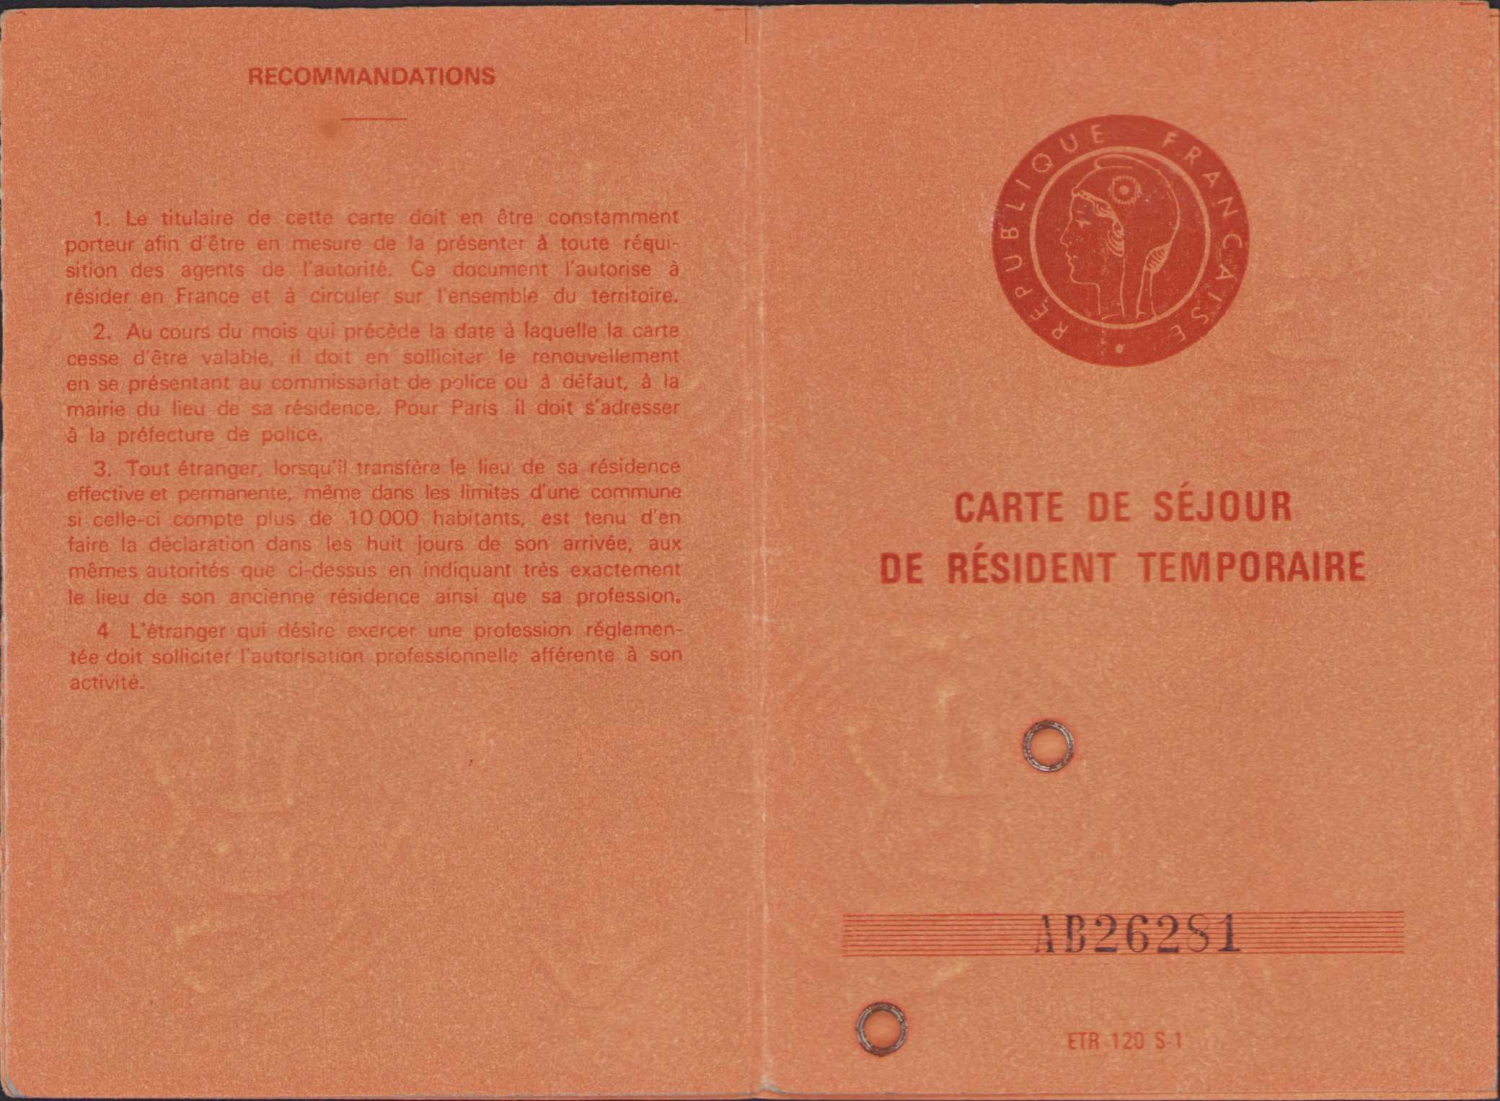 RECOMMANDATIONS
1. Le titulaire de cette carte doit en être constamment
porteur afin d'être en mesure de la présenter à toute réqui-
sition des agents de l'autorité. Ce document l'autorise à
résider en France et à circuler sur l'ensemble du territoire.
2. Au cours du mois qui précède la date à laquelle la carte
cesse d'être valable, il doit en solliciter le renouvellement
en se présentant au commissariat de police ou à défaut, à la
mairie du lieu de sa résidence. Pour Paris il doit s'adresser
à la préfecture de police.
3. Tout étranger, lorsqu'il transfère le lieu de sa résidence
effective et permanente, même dans les limites d'une commune
si celle-ci compte plus de 10 000 habitants, est tenu d'en
faire la déclaration dans les huit jours de son arrivée, aux
mêmes autorités que ci-dessus en indiquant très exactement
le lieu de son ancienne résidence ainsi que sa profession.
4 L'étranger qui désire exercer une profession réglemen-
tée doit solliciter l'autorisation professionnelle afférente à son
activité.
RÉPUBLIQUE FRANÇAISE
CARTE DE SÉJOUR
DE RÉSIDENT TEMPORAIRE
AB26281
ETR 120 S-1